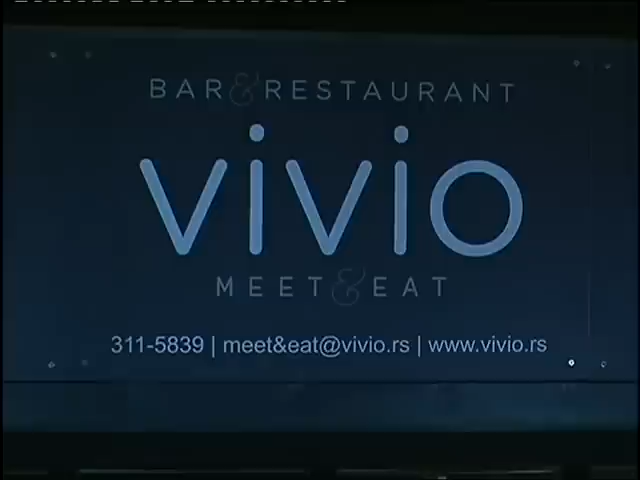 BAR & RESTAURANT
vivio
MEET & EAT
311-5839 | meet&eat@vivio.rs | www.vivio.rs